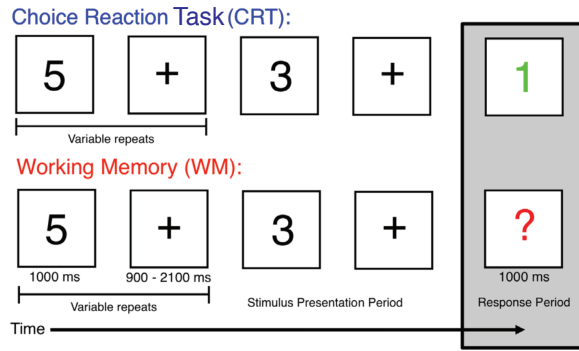 Choice Reaction Task (CRT):
5 + 3 + 1
Variable repeats
Working Memory (WM):
5 + 3 + ?
1000 ms 900 - 2100 ms 1000 ms
Variable repeats Stimulus Presentation Period Response Period
Time